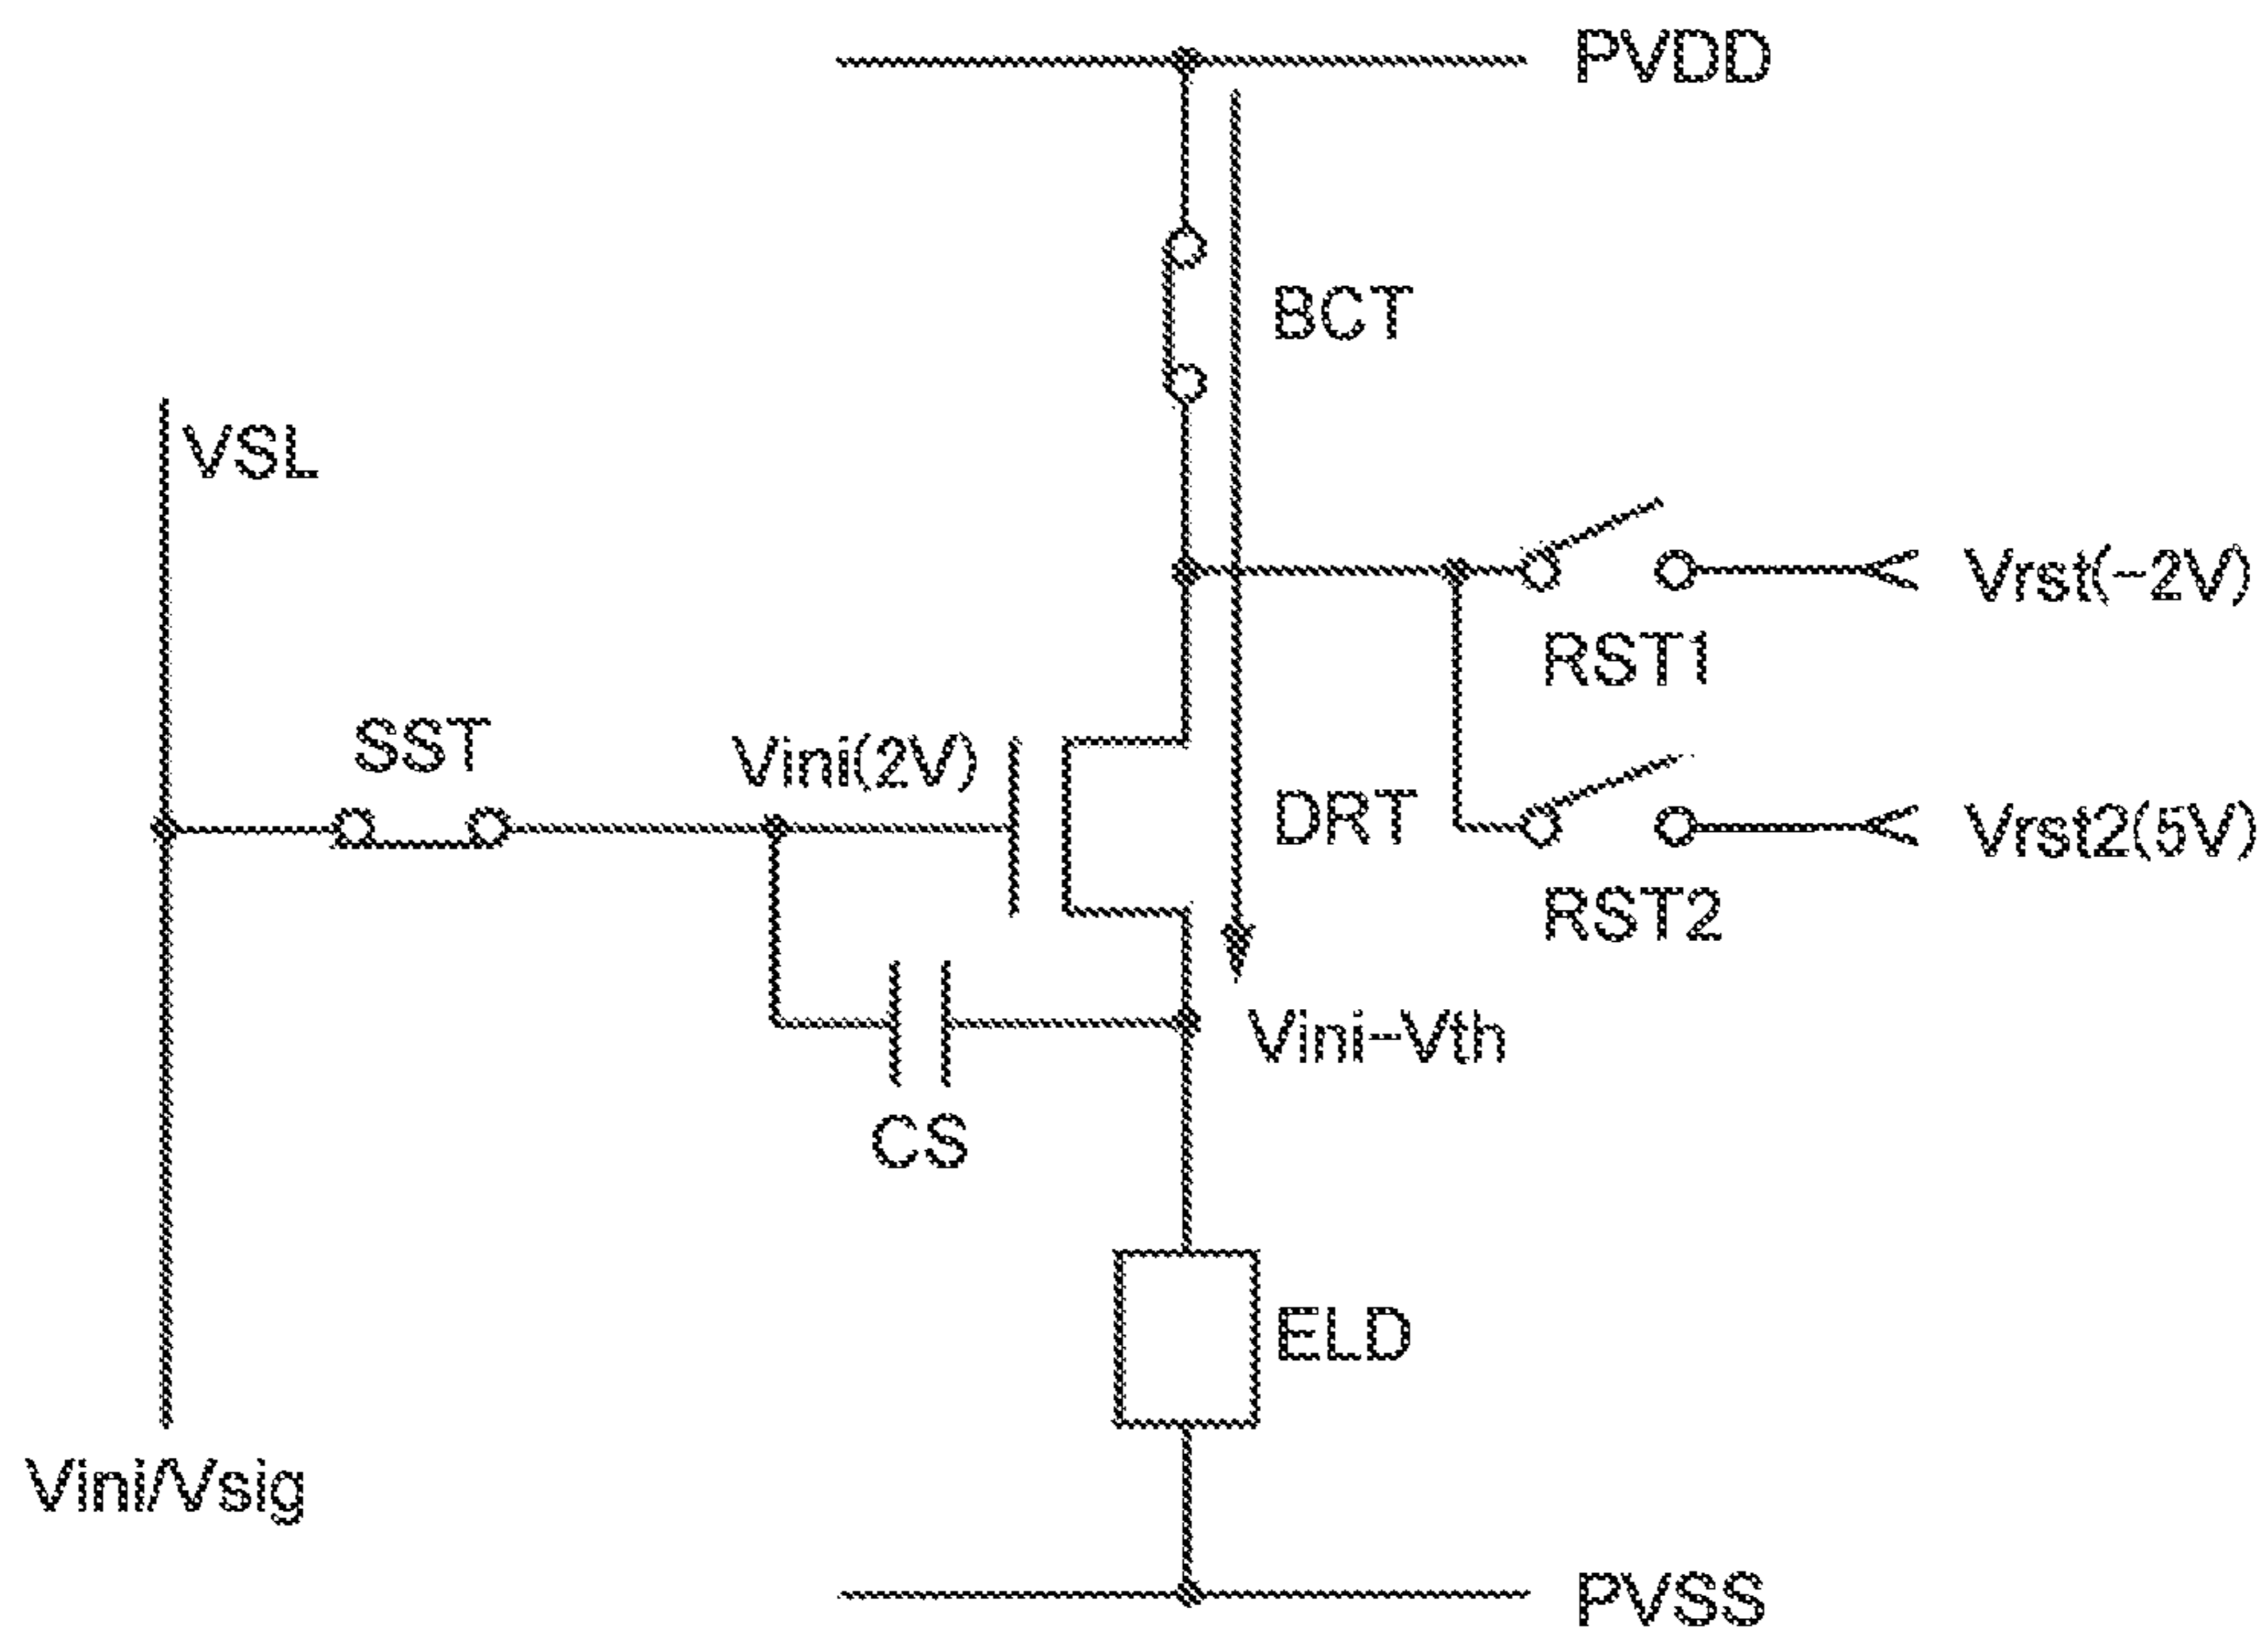 PVDD
BCT
VSL
Vrst(-2V)
RST1
SST
Vini(2V)
DRT
Vrst2(5V)
RST2
Vini-Vth
CS
ELD
Vini/Vsig
PVSS